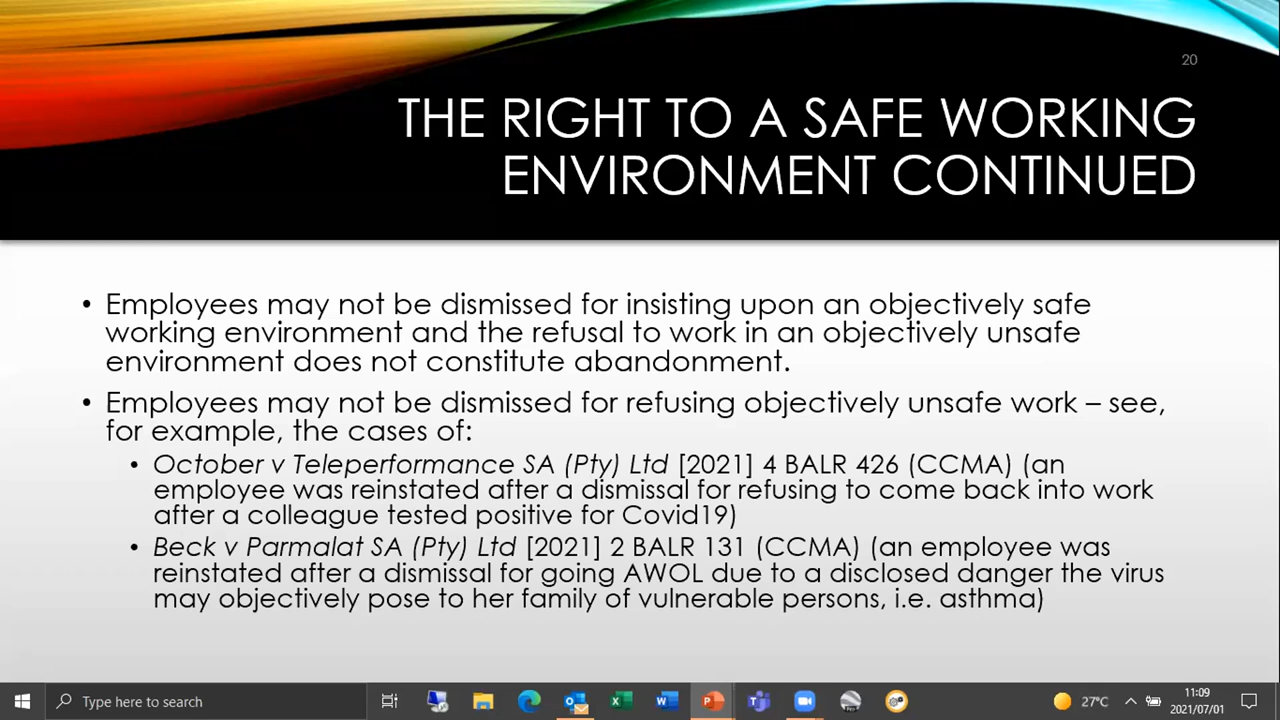 20
THE RIGHT TO A SAFE WORKING
ENVIRONMENT CONTINUED
• Employees may not be dismissed for insisting upon an objectively safe
working environment and the refusal to work in an objectively unsafe
environment does not constitute abandonment.
• Employees may not be dismissed for refusing objectively unsafe work – see,
for example, the cases of:
• October v Teleperformance SA (Pty) Ltd [2021] 4 BALR 426 (CCMA) (an
employee was reinstated after a dismissal for refusing to come back into work
after a colleague tested positive for Covid19)
• Beck v Parmalat SA (Pty) Ltd [2021] 2 BALR 131 (CCMA) (an employee was
reinstated after a dismissal for going AWOL due to a disclosed danger the virus
may objectively pose to her family of vulnerable persons, i.e. asthma)
Type here to search
27°C
11:09
2021/07/01